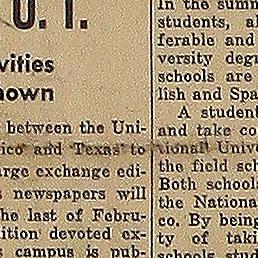 U. T.
vities
nown
between the Uni-
ico and Texas to
arge exchange edi-
s newspapers will
he last of Febru-
ition devoted ex-
s campus is pub-
In the summ
students, al
ferable and
versity degr
schools are
lish and Spa
A student
and take co
tional Unive
the field sch
Both schools
the National
co. By being
ty of taki
schools stud